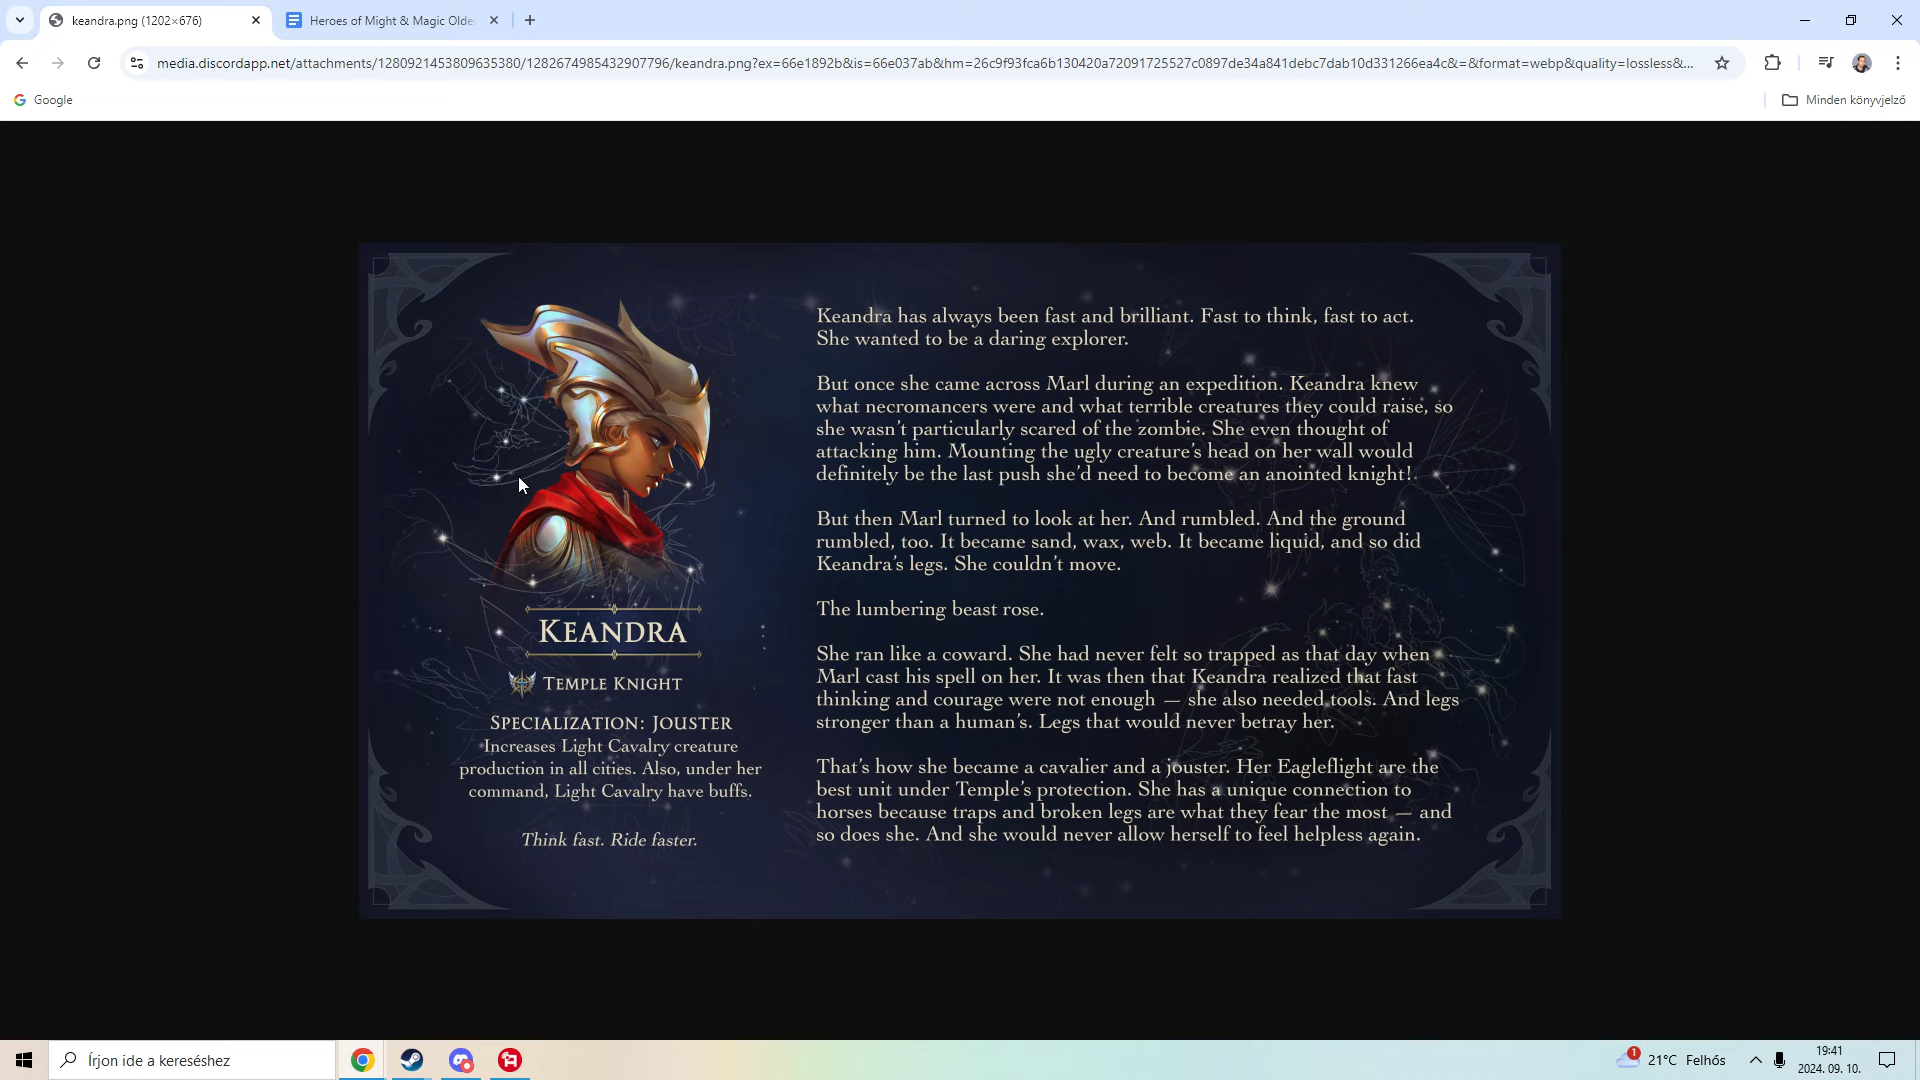 keandra.png (1202×676)
Heroes of Might & Magic Olde
media.discordapp.net/attachments/1280921453809635380/1282674985432907796/keandra.png?ex=66e1892b&is=66e037ab&hm=26c9f93fca6b130420a72091725527c0897de34a841debc7dab10d331266ea4c&=&format=webp&quality=lossless&...
Google
Minden könyvjelző
KEANDRA
TEMPLE KNIGHT
SPECIALIZATION: JOUSTER
Increases Light Cavalry creature
production in all cities. Also, under her
command, Light Cavalry have buffs.
Think fast. Ride faster.
Keandra has always been fast and brilliant. Fast to think, fast to act.
She wanted to be a daring explorer.
But once she came across Marl during an expedition. Keandra knew
what necromancers were and what terrible creatures they could raise, so
she wasn't particularly scared of the zombie. She even thought of
attacking him. Mounting the ugly creature's head on her wall would
definitely be the last push she'd need to become an anointed knight!
But then Marl turned to look at her. And rumbled. And the ground
rumbled, too. It became sand, wax, web. It became liquid, and so did
Keandra's legs. She couldn't move.
The lumbering beast rose.
She ran like a coward. She had never felt so trapped as that day when
Marl cast his spell on her. It was then that Keandra realized that fast
thinking and courage were not enough — she also needed tools. And legs
stronger than a human's. Legs that would never betray her.
That's how she became a cavalier and a jouster. Her Eagleflight are the
best unit under Temple's protection. She has a unique connection to
horses because traps and broken legs are what they fear the most — and
so does she. And she would never allow herself to feel helpless again.
Írjon ide a kereséshez
1
21°C Felhős
19:41
2024. 09. 10.